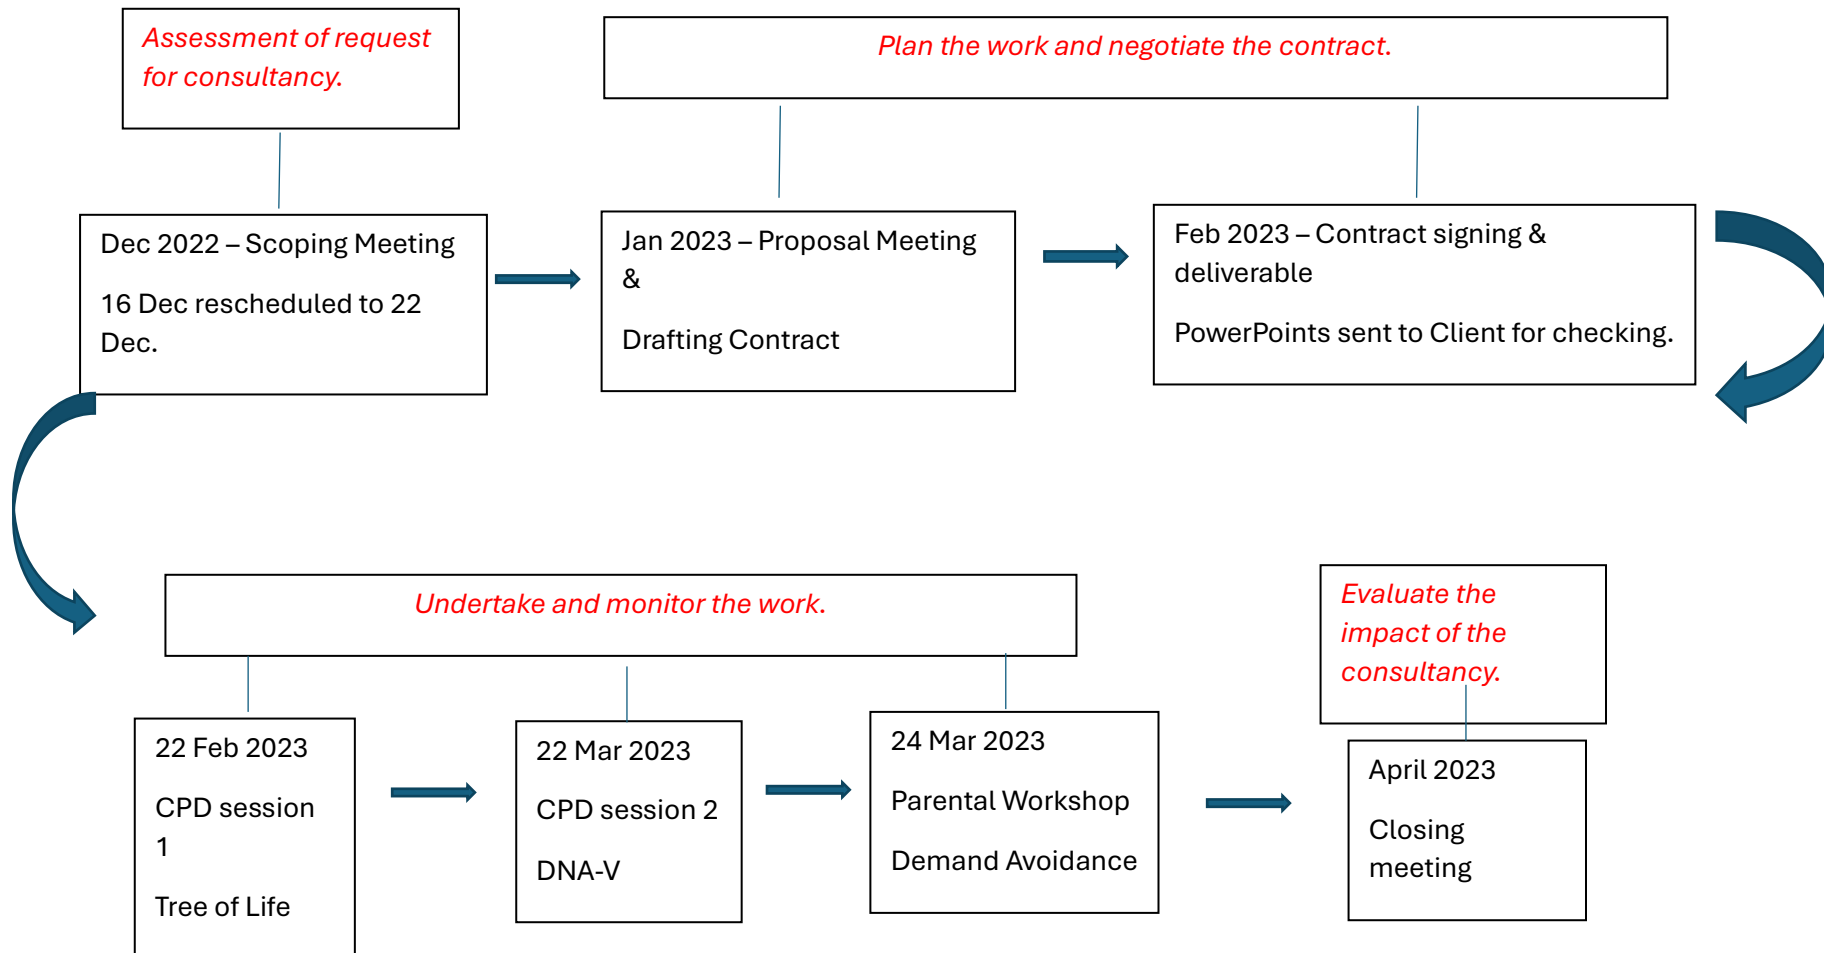 Assessment of request
for consultancy.
Plan the work and negotiate the contract.
Dec 2022 – Scoping Meeting
16 Dec rescheduled to 22
Dec.
Jan 2023 – Proposal Meeting
&
Drafting Contract
Feb 2023 – Contract signing &
deliverable
PowerPoints sent to Client for checking.
Undertake and monitor the work.
Evaluate the
impact of the
consultancy.
22 Feb 2023
CPD session
1
Tree of Life
22 Mar 2023
CPD session 2
DNA-V
24 Mar 2023
Parental Workshop
Demand Avoidance
April 2023
Closing
meeting